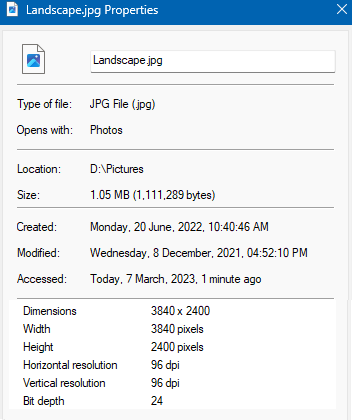 Landscape.jpg Properties
Landscape.jpg
Type of file: JPG File (.jpg)
Opens with: Photos
Location: D:\Pictures
Size: 1.05 MB (1,111,289 bytes)
Created: Monday, 20 June, 2022, 10:40:46 AM
Modified: Wednesday, 8 December, 2021, 04:52:10 PM
Accessed: Today, 7 March, 2023, 1 minute ago
Dimensions 3840 x 2400
Width 3840 pixels
Height 2400 pixels
Horizontal resolution 96 dpi
Vertical resolution 96 dpi
Bit depth 24